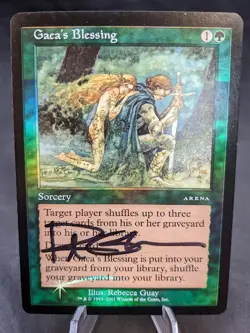 Gaea's Blessing
1
ARENA
Sorcery
Target player shuffles up to three
target cards from his or her graveyard
into his or her library.
When Gaea's Blessing is put into your
graveyard from your library, shuffle
your graveyard into your library.
Illus. Rebecca Guay